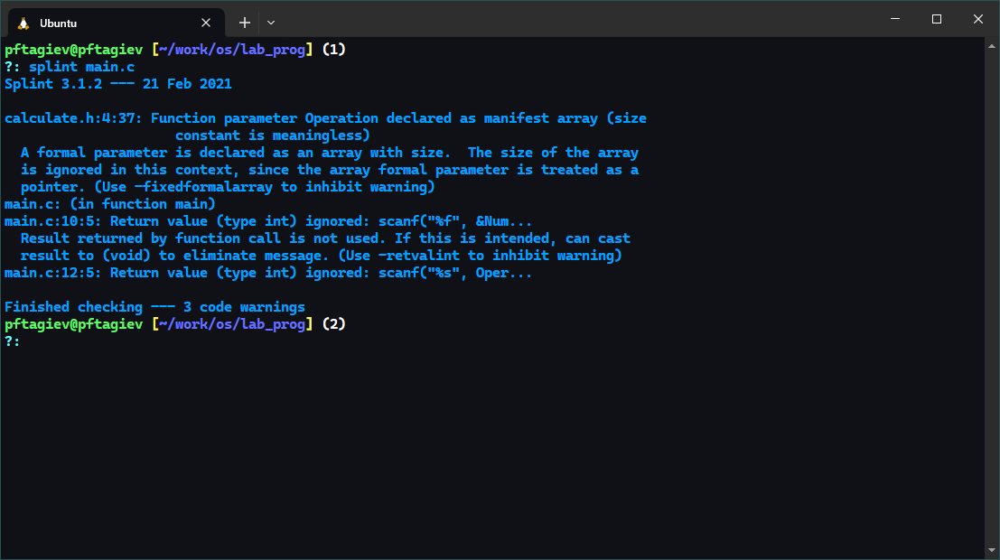 Ubuntu
pftagiev@pftagiev [~/work/os/lab_prog] (1)
?: splint main.c
Splint 3.1.2 --- 21 Feb 2021

calculate.h:4:37: Function parameter Operation declared as manifest array (size
                     constant is meaningless)
  A formal parameter is declared as an array with size.  The size of the array
  is ignored in this context, since the array formal parameter is treated as a
  pointer. (Use -fixedformalarray to inhibit warning)
main.c: (in function main)
main.c:10:5: Return value (type int) ignored: scanf("%f", &Num...
  Result returned by function call is not used. If this is intended, can cast
  result to (void) to eliminate message. (Use -retvalint to inhibit warning)
main.c:12:5: Return value (type int) ignored: scanf("%s", Oper...

Finished checking --- 3 code warnings
pftagiev@pftagiev [~/work/os/lab_prog] (2)
?: